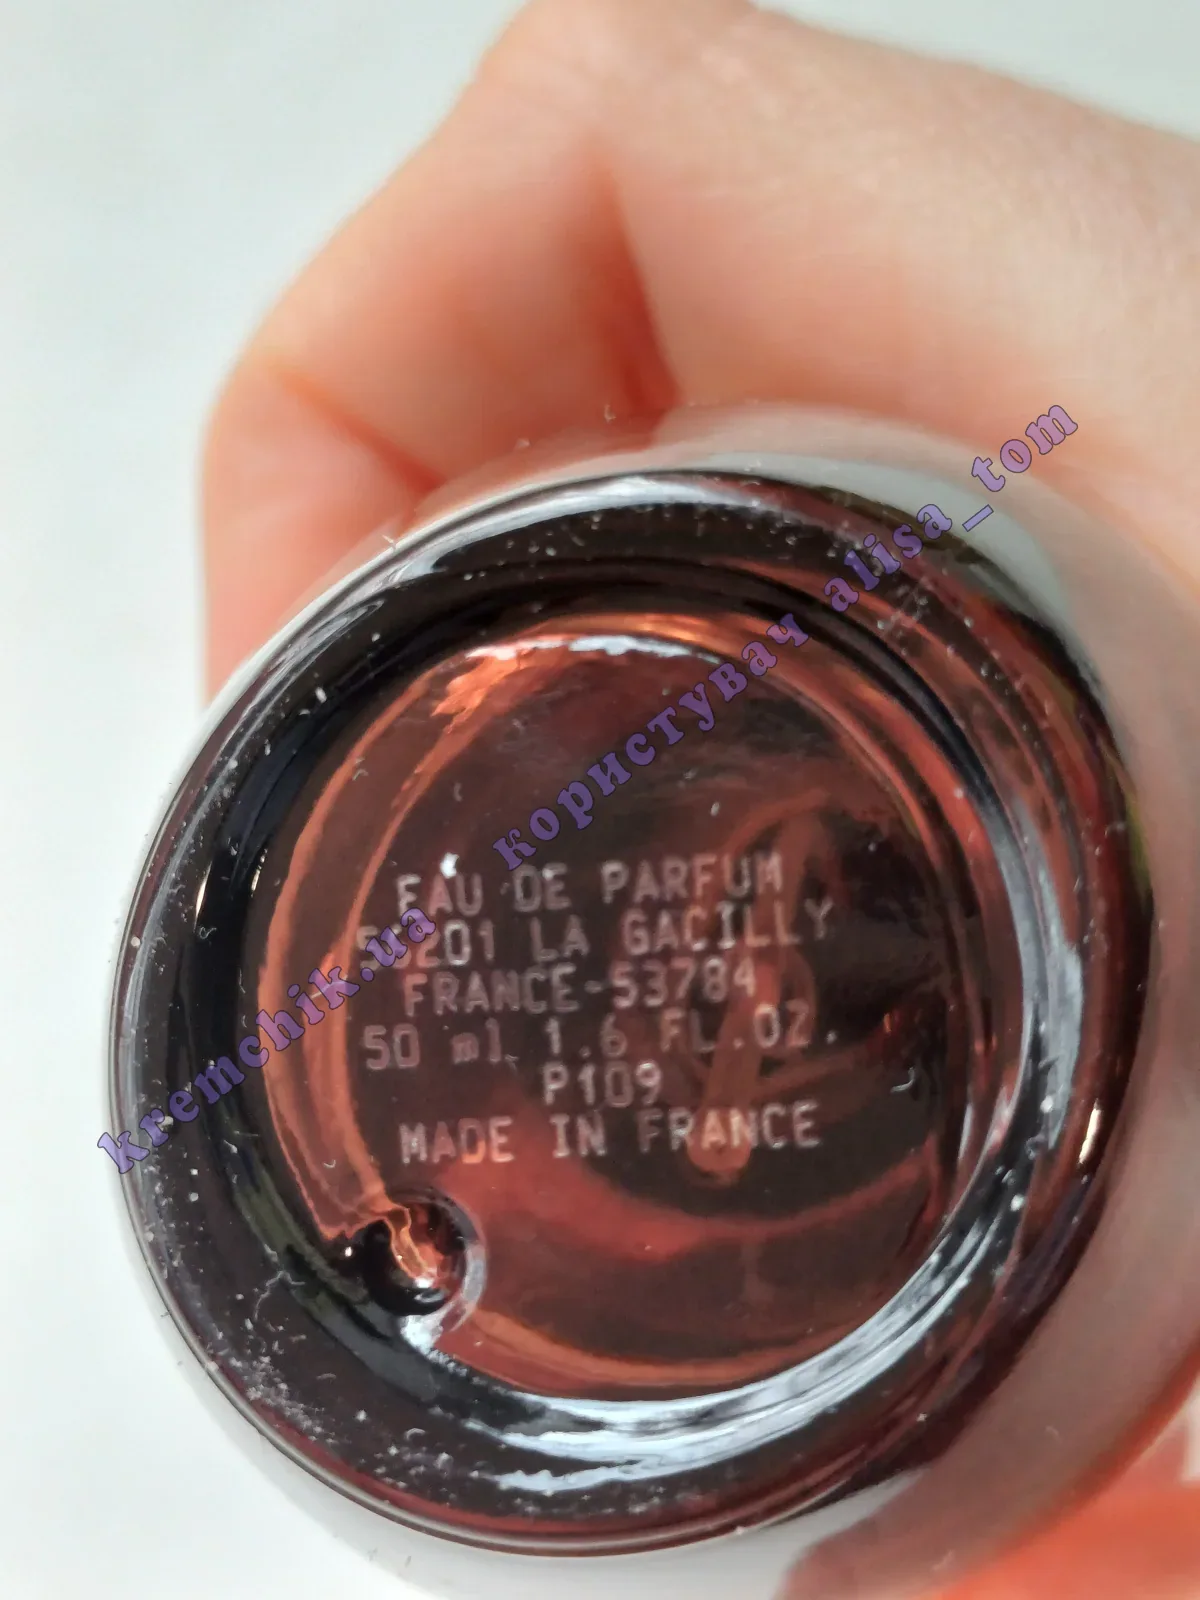 EAU DE PARFUM
56201 LA GACILLY
FRANCE-53784
50 ml 1.6 FL.OZ.
P109
MADE IN FRANCE
kremchik.ua користувач alisa_tom